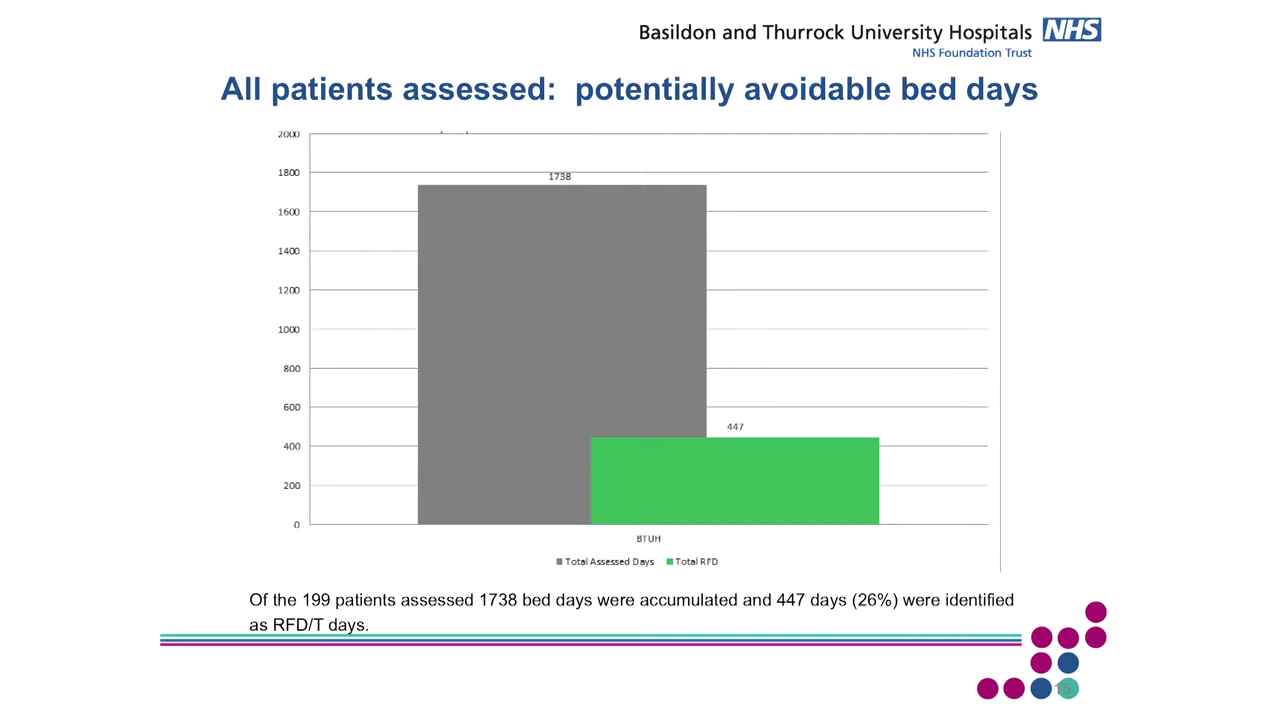 Basildon and Thurrock University Hospitals NHS
NHS Foundation Trust
All patients assessed: potentially avoidable bed days
2000
1800
1738
1600
1400
1200
1000
800
600
447
400
200
0
BTUH
Total Assessed Days Total RFD
Of the 199 patients assessed 1738 bed days were accumulated and 447 days (26%) were identified
as RFD/T days.